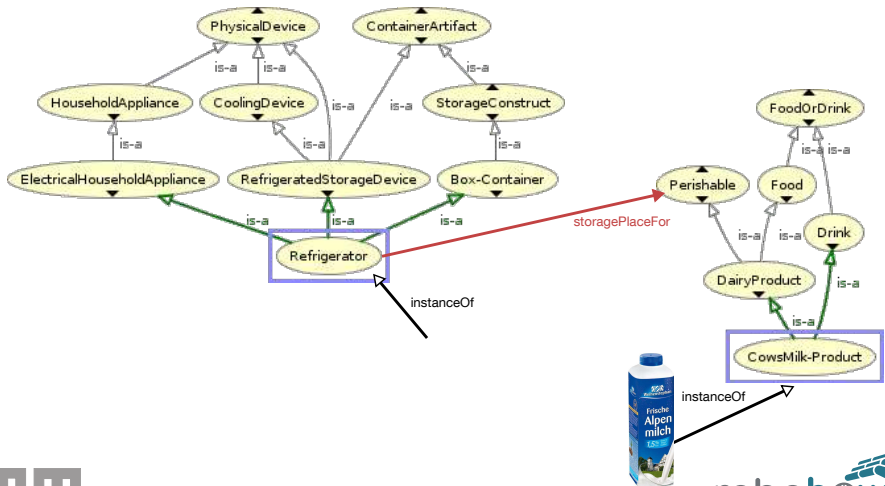 PhysicalDevice
ContainerArtifact
is-a
is-a
is-a
is-a
is-a
is-a
HouseholdAppliance
CoolingDevice
StorageConstruct
FoodOrDrink
is-a
is-a
is-a
is-a
is-a
ElectricalHouseholdAppliance
RefrigeratedStorageDevice
Box-Container
Perishable
Food
is-a
is-a
is-a
storagePlaceFor
is-a
is-a
Drink
Refrigerator
DairyProduct
is-a
instanceOf
is-a
CowsMilk-Product
instanceOf
Frische
Alpen
milch